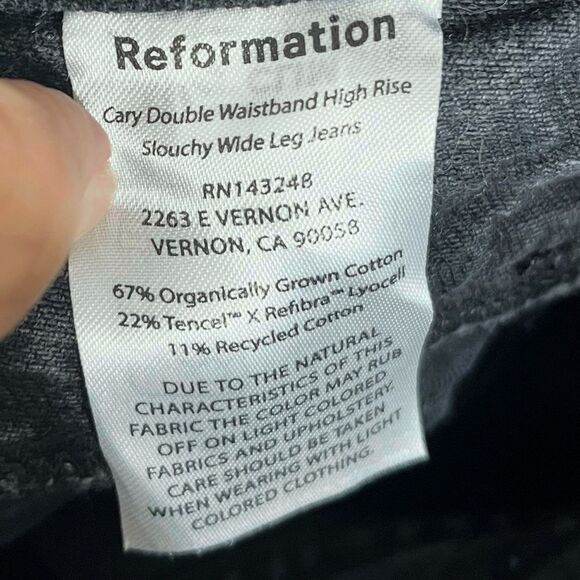 Reformation
Cary Double Waistband High Rise
Slouchy Wide Leg Jeans
RN143248
2263 E VERNON AVE.
VERNON, CA 90058
67% Organically Grown Cotton
22% Tencel™ X Refibra™ Lyocell
11% Recycled Cotton
DUE TO THE NATURAL
CHARACTERISTICS OF THIS
FABRIC THE COLOR MAY RUB
OFF ON LIGHT COLORED
FABRICS AND UPHOLSTERY.
CARE SHOULD BE TAKEN
WHEN WEARING WITH LIGHT
COLORED CLOTHING.